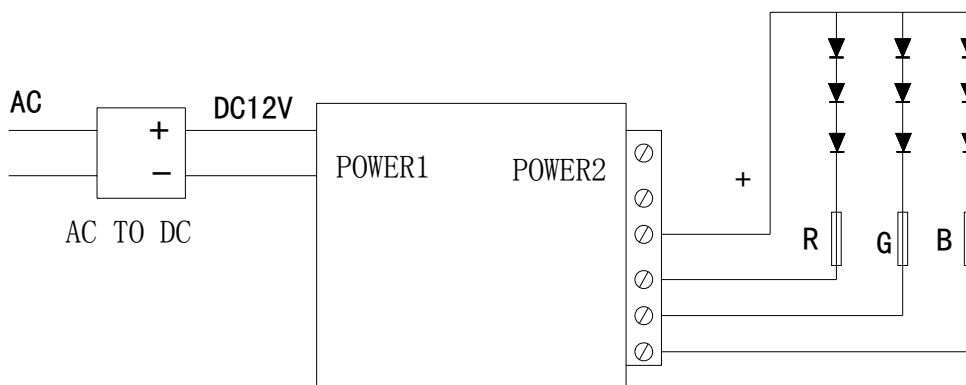 AC
DC12V
+
−
POWER1
POWER2
AC TO DC
+
R
G
B